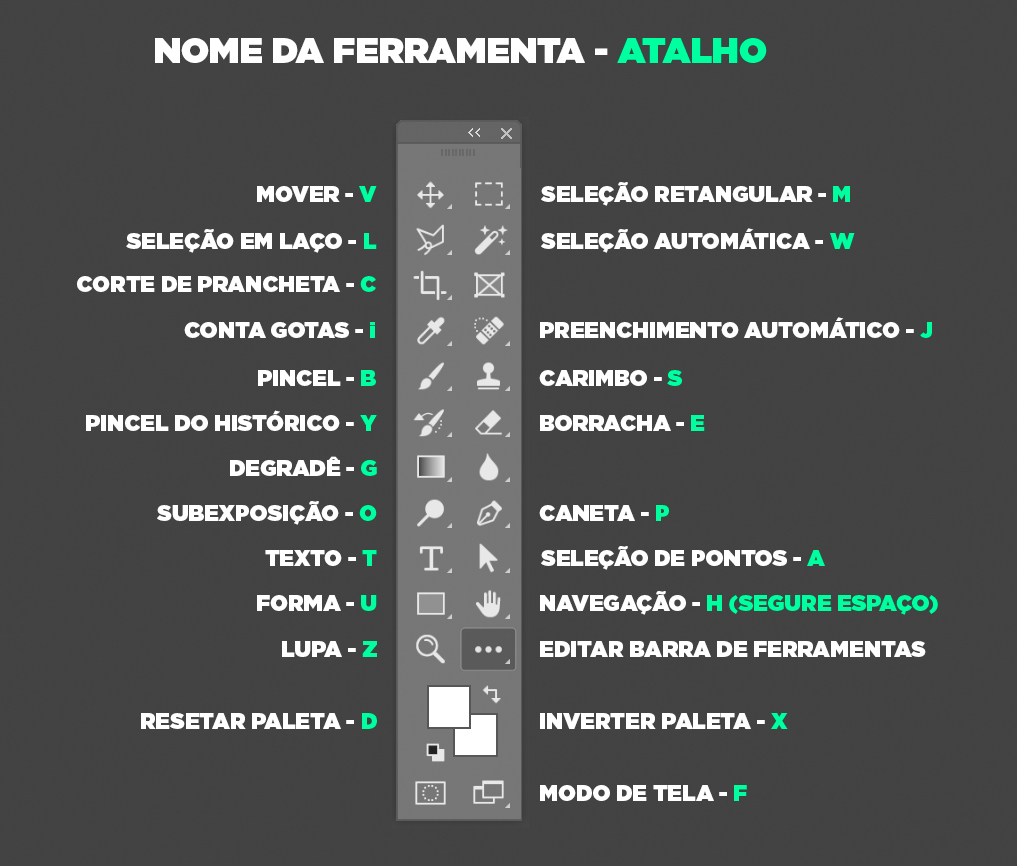 NOME DA FERRAMENTA - ATALHO
MOVER - V
SELEÇÃO RETANGULAR - M
SELEÇÃO EM LAÇO - L
SELEÇÃO AUTOMÁTICA - W
CORTE DE PRANCHETA - C
CONTA GOTAS - i
PREENCHIMENTO AUTOMÁTICO - J
PINCEL - B
CARIMBO - S
PINCEL DO HISTÓRICO - Y
BORRACHA - E
DEGRADÊ - G
SUBEXPOSIÇÃO - O
CANETA - P
TEXTO - T
SELEÇÃO DE PONTOS - A
FORMA - U
NAVEGAÇÃO - H (SEGURE ESPAÇO)
LUPA - Z
EDITAR BARRA DE FERRAMENTAS
RESETAR PALETA - D
INVERTER PALETA - X
MODO DE TELA - F